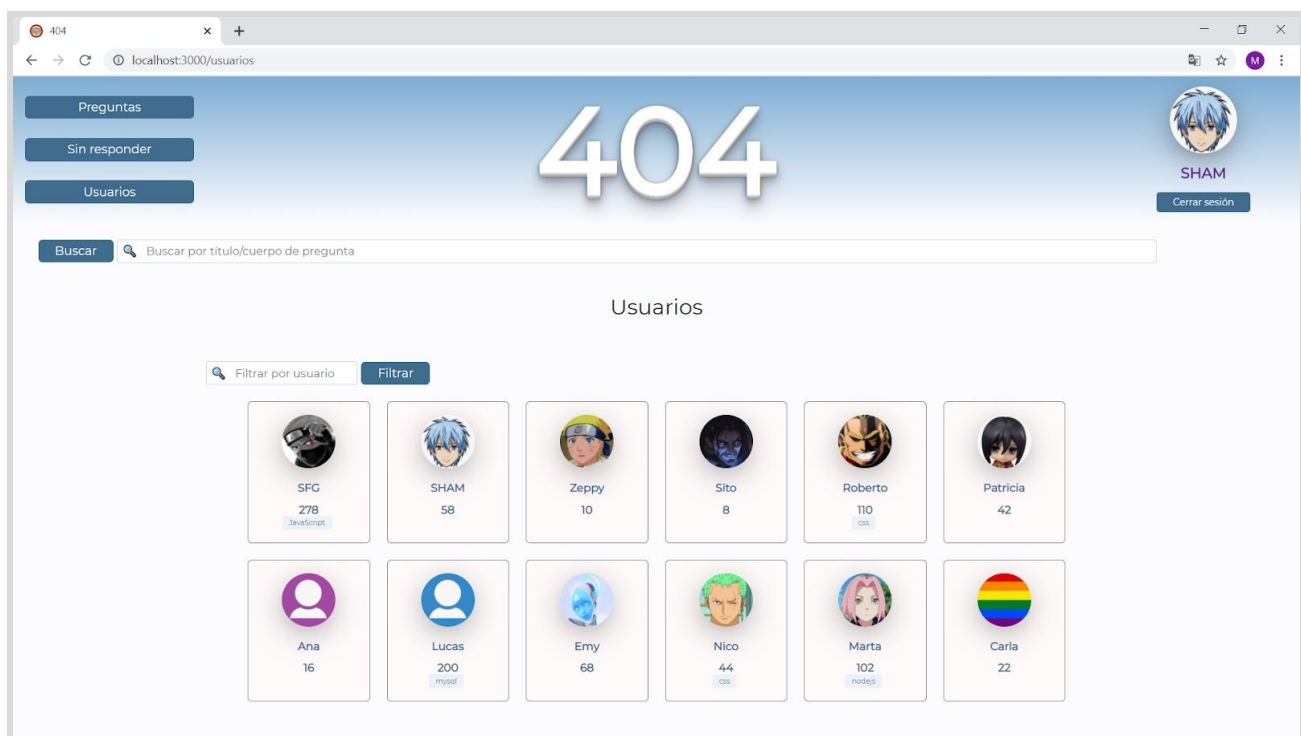 404
localhost:3000/usuarios
M
Preguntas
Sin responder
Usuarios
404
SHAM
Cerrar sesión
Buscar
Buscar por título/cuerpo de pregunta
Usuarios
Filtrar por usuario
Filtrar
SFG
278
JavaScript
SHAM
58
Zeppy
10
Sito
8
Roberto
110
css
Patricia
42
Ana
16
Lucas
200
mysql
Emy
68
Nico
44
css
Marta
102
nodejs
Carla
22